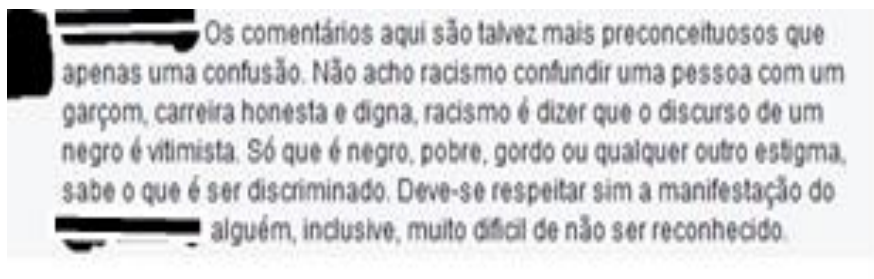 Os comentários aqui são talvez mais preconceituosos que
apenas uma confusão. Não acho racismo confundir uma pessoa com um
garçom, carreira honesta e digna, racismo é dizer que o discurso de um
negro é vitimista. Só que é negro, pobre, gordo ou qualquer outro estigma,
sabe o que é ser discriminado. Deve-se respeitar sim a manifestação do
alguém, inclusive, muito dificil de não ser reconhecido.